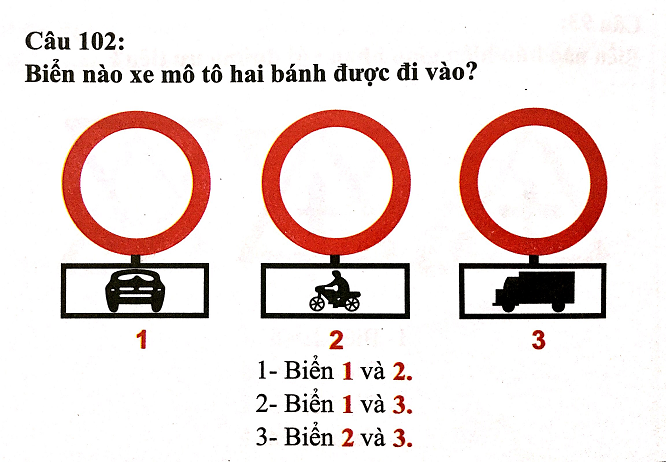 Câu 102:
Biển nào xe mô tô hai bánh được đi vào?
1 2 3
1- Biển 1 và 2.
2- Biển 1 và 3.
3- Biển 2 và 3.